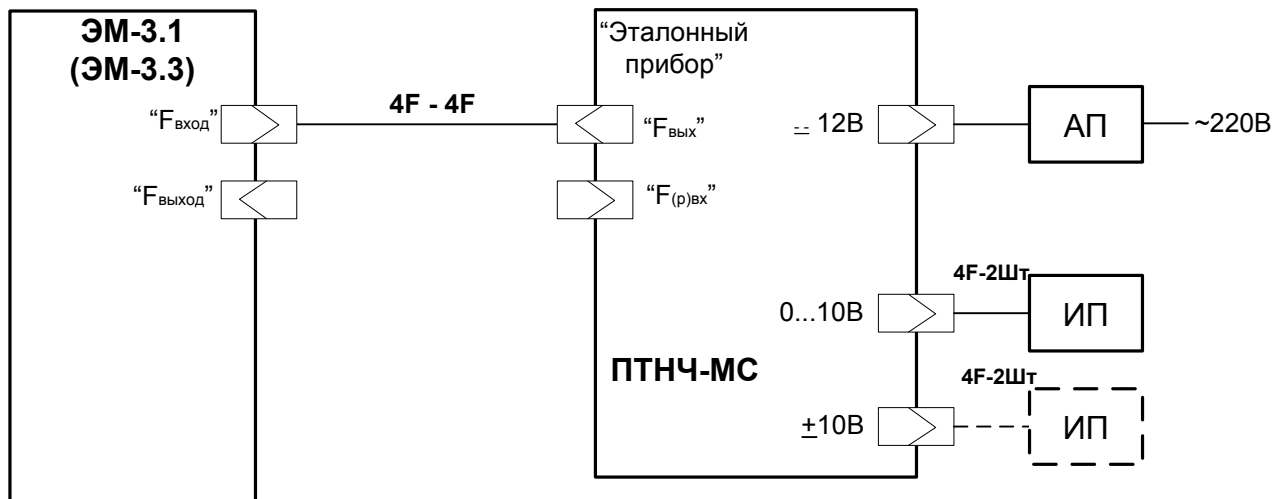 ЭМ-3.1
(ЭМ-3.3)
“Fвход”
“Fвыход”
4F - 4F
“Эталонный
прибор”
“Fвых”
“F(р)вх”
-- 12В
АП
~220В
0...10В
4F-2Шт
ИП
ПТНЧ-МС
4F-2Шт
±10В
ИП